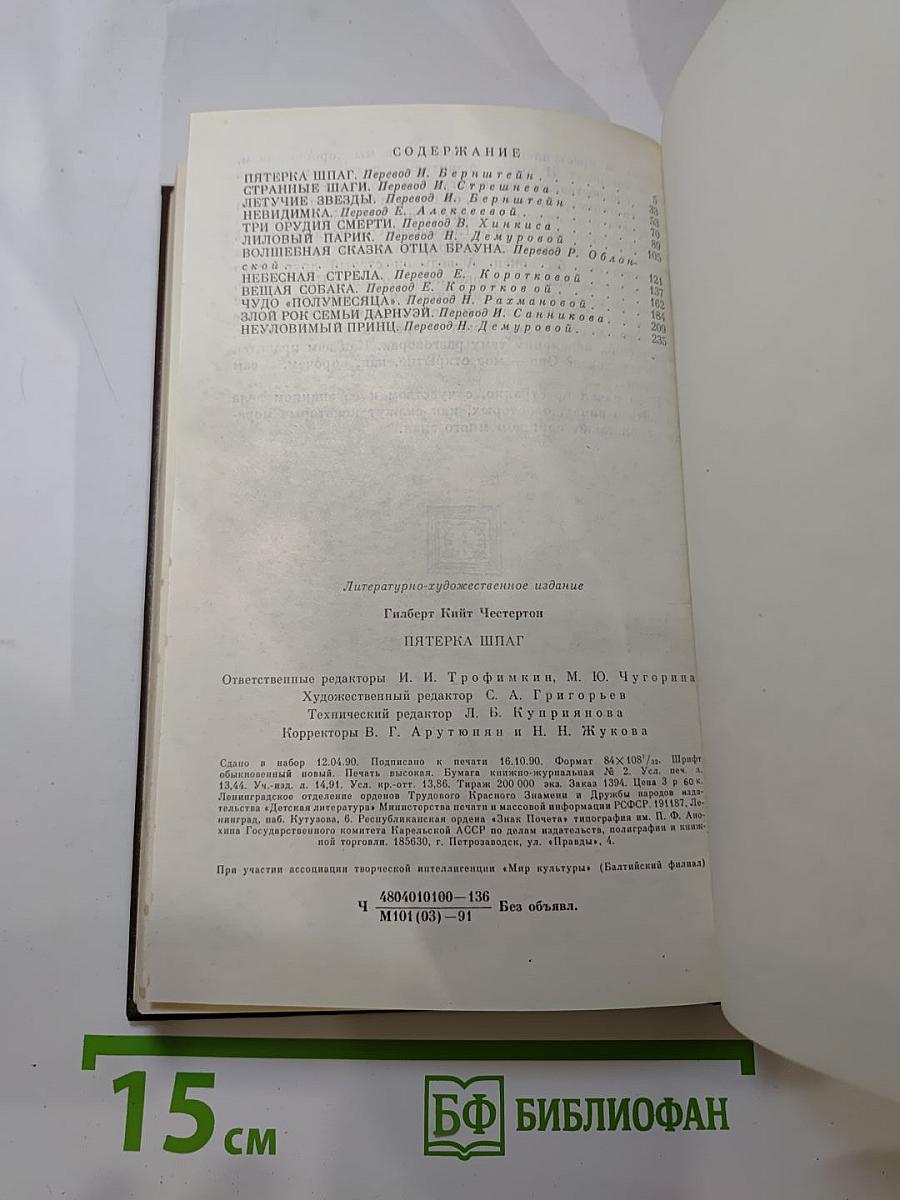 СОДЕРЖАНИЕ
ПЯТЕРКА ШПАГ. Перевод И. Бернштейн . . . . . . 5
СТРАННЫЕ ШАГИ. Перевод И. Стрешнева . . . . . . 33
ЛЕТУЧИЕ ЗВЕЗДЫ. Перевод И. Бернштейн . . . . . 53
НЕВИДИМКА. Перевод Е. Алексеевой . . . . . . 70
ТРИ ОРУДИЯ СМЕРТИ. Перевод В. Хинкиса . . . . . 89
ЛИЛОВЫЙ ПАРИК. Перевод Н. Демуровой . . . . . 105
ВОЛШЕБНАЯ СКАЗКА ОТЦА БРАУНА. Перевод Р. Облон-
ской . . . . . . . . . . . . . . 121
НЕБЕСНАЯ СТРЕЛА. Перевод Е. Коротковой . . . . 137
ВЕЩАЯ СОБАКА. Перевод Е. Коротковой . . . . . 162
ЧУДО «ПОЛУМЕСЯЦА». Перевод Н. Рахмановой . . . . 184
ЗЛОЙ РОК СЕМЬИ ДАРНУЭЙ. Перевод И. Санникова . . . 209
НЕУЛОВИМЫЙ ПРИНЦ. Перевод Н. Демуровой . . . . 235
Литературно-художественное издание
Гилберт Кийт Честертон
ПЯТЕРКА ШПАГ
Ответственные редакторы И. И. Трофимкин, М. Ю. Чугорина
Художественный редактор С. А. Григорьев
Технический редактор Л. Б. Куприянова
Корректоры В. Г. Арутюнян и Н. Н. Жукова
Сдано в набор 12.04.90. Подписано к печати 16.10.90. Формат 84×108¹/₃₂. Шрифт
обыкновенный новый. Печать высокая. Бумага книжно-журнальная № 2. Усл. печ. л.
13,44. Уч.-изд. л. 14,91. Усл. кр.-отт. 13,86. Тираж 200 000 экз. Заказ 1394. Цена 3 р 60 к.
Ленинградское отделение орденов Трудового Красного Знамени и Дружбы народов изда-
тельства «Детская литература» Министерства печати и массовой информации РСФСР. 191187, Ле-
нинград, наб. Кутузова, 6. Республиканская ордена «Знак Почета» типография им. П. Ф. Ано-
хина Государственного комитета Карельской АССР по делам издательств, полиграфии и книж-
ной торговли. 185630, г. Петрозаводск, ул. «Правды», 4.
При участии ассоциации творческой интеллигенции «Мир культуры» (Балтийский филиал)
Ч 4804010100—136
М101(03)—91 Без объявл.
15 см
БФ БИБЛИОФАН